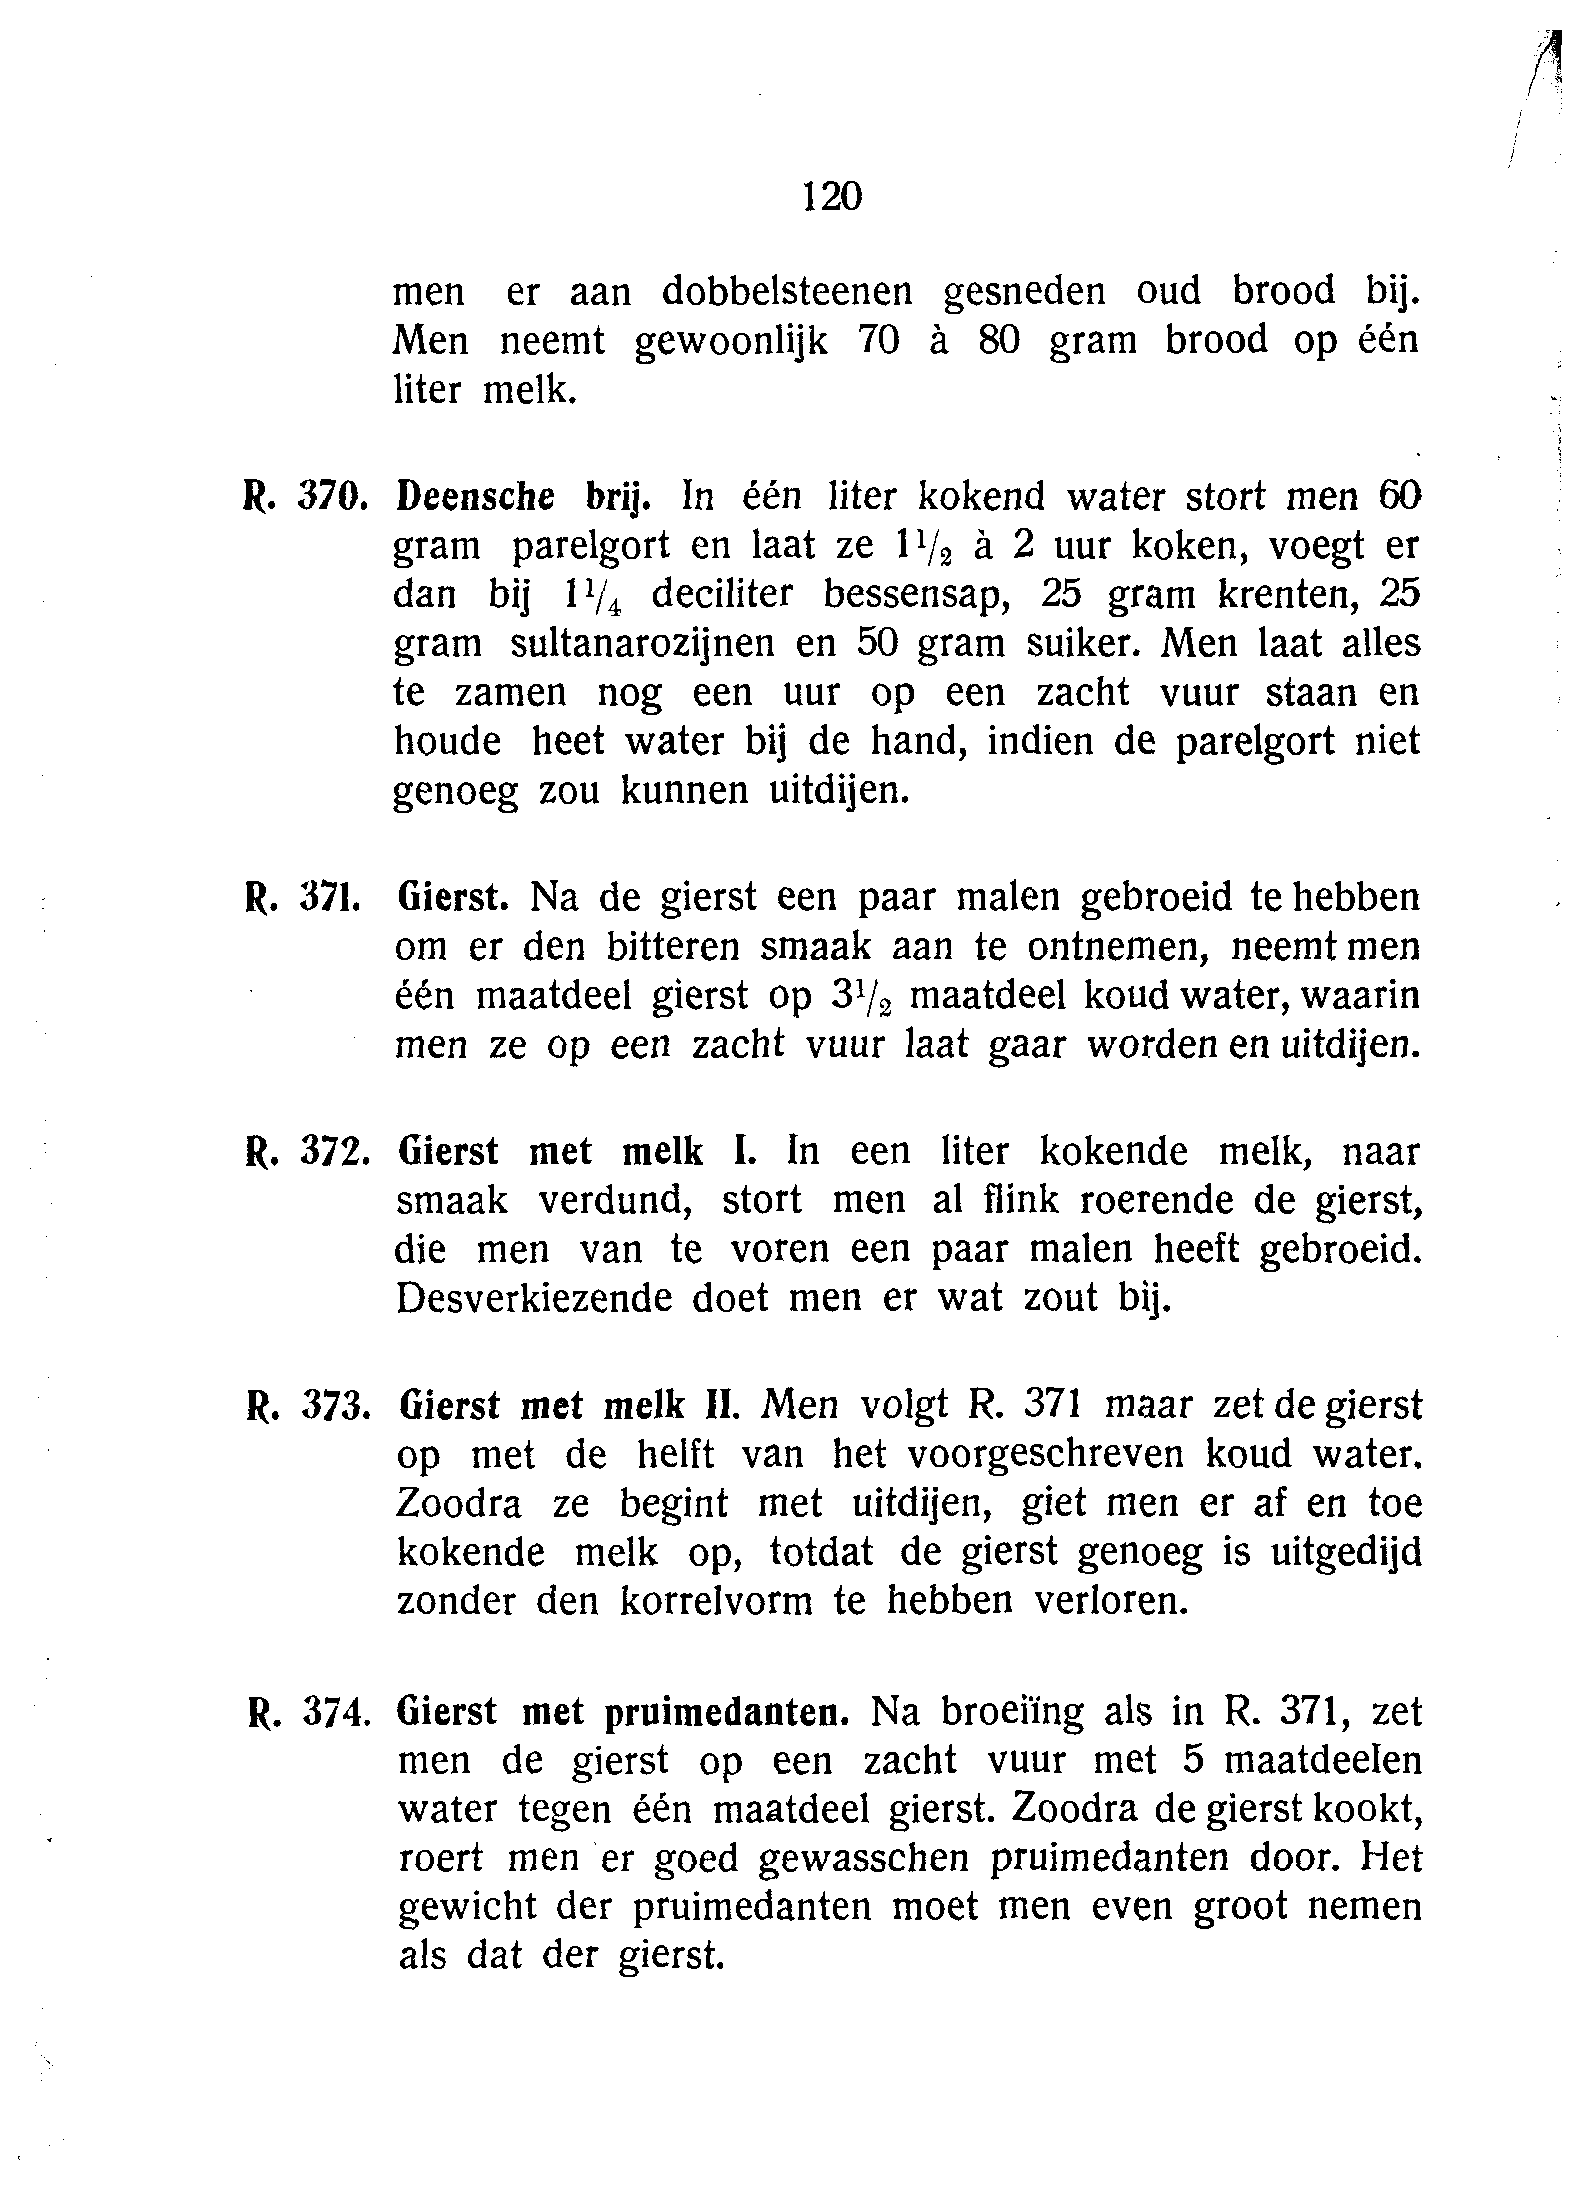 120
men er aan dobbelsteenen gesneden oud brood bij.
Men neemt gewoonlijk 70 à 80 gram brood op één
liter melk.
R. 370. Deensche brij. In één liter kokend water stort men 60
gram parelgort en laat ze 1 1/2 à 2 uur koken, voegt er
dan bij 1 1/4 deciliter bessensap, 25 gram krenten, 25
gram sultanarozijnen en 50 gram suiker. Men laat alles
te zamen nog een uur op een zacht vuur staan en
houde heet water bij de hand, indien de parelgort niet
genoeg zou kunnen uitdijen.
R. 371. Gierst. Na de gierst een paar malen gebroeid te hebben
om er den bitteren smaak aan te ontnemen, neemt men
één maatdeel gierst op 3 1/2 maatdeel koud water, waarin
men ze op een zacht vuur laat gaar worden en uitdijen.
R. 372. Gierst met melk I. In een liter kokende melk, naar
smaak verdund, stort men al flink roerende de gierst,
die men van te voren een paar malen heeft gebroeid.
Desverkiezende doet men er wat zout bij.
R. 373. Gierst met melk II. Men volgt R. 371 maar zet de gierst
op met de helft van het voorgeschreven koud water.
Zoodra ze begint met uitdijen, giet men er af en toe
kokende melk op, totdat de gierst genoeg is uitgedijd
zonder den korrelvorm te hebben verloren.
R. 374. Gierst met pruimedanten. Na broeiïng als in R. 371, zet
men de gierst op een zacht vuur met 5 maatdeelen
water tegen één maatdeel gierst. Zoodra de gierst kookt,
roert men er goed gewasschen pruimedanten door. Het
gewicht der pruimedanten moet men even groot nemen
als dat der gierst.